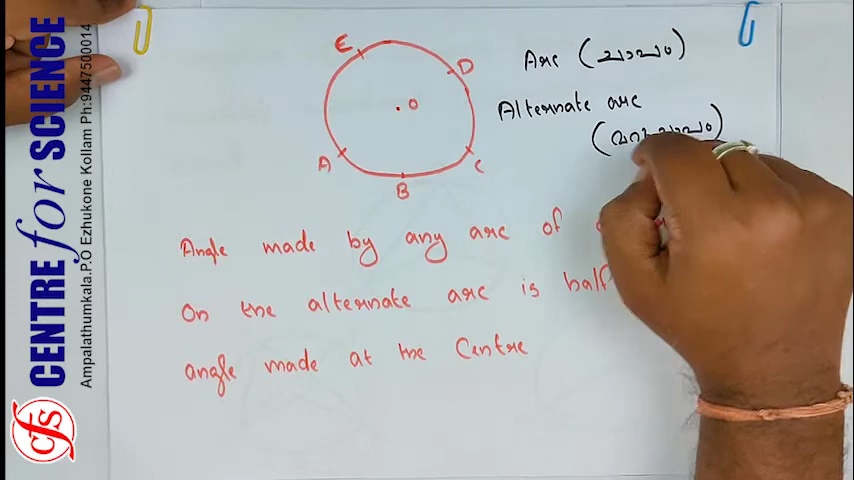 CENTRE for SCIENCE
Ampalathumkala.P.O Ezhukone Kollam Ph:9447500014
cfs
E
D
O
A
B
C
Arc (ചാപം)
Alternate arc
Angle made by any arc of
on the alternate arc is half
angle made at the Centre